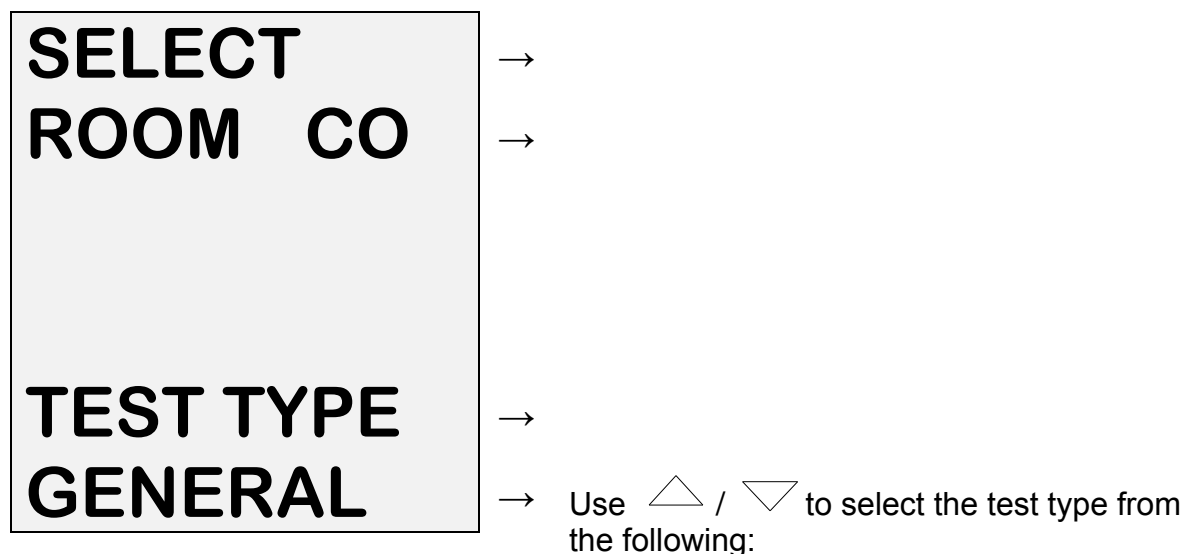 SELECT →
ROOM CO →
TEST TYPE →
GENERAL → Use △ / ▽ to select the test type from
the following: